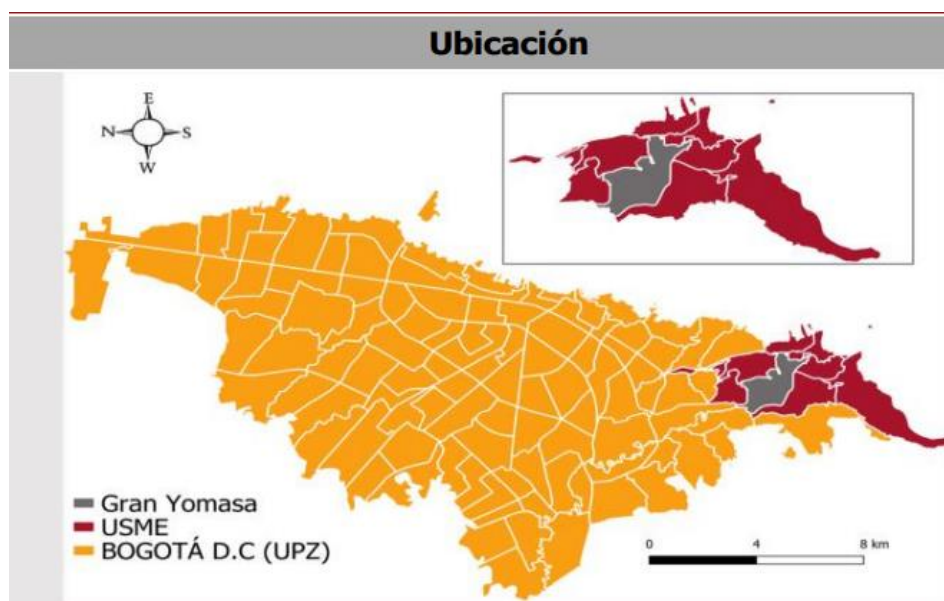 Ubicación
E
N S
W
Gran Yomasa
USME
BOGOTÁ D.C (UPZ)
0 4 8 km